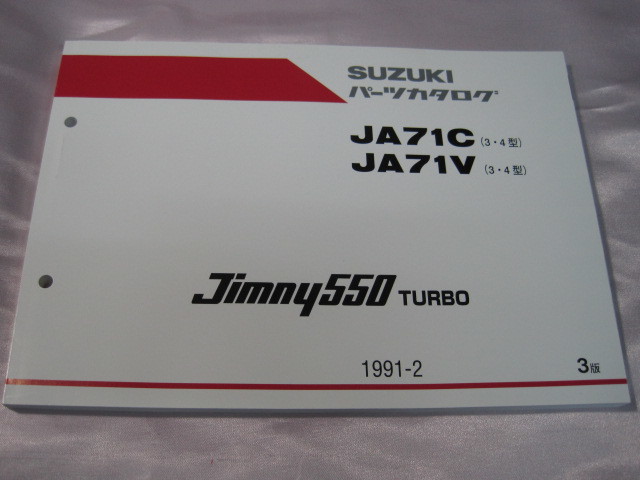 SUZUKI
パーツカタログ
JA71C (3・4型)
JA71V (3・4型)
Jimny550 TURBO
1991-2
3版